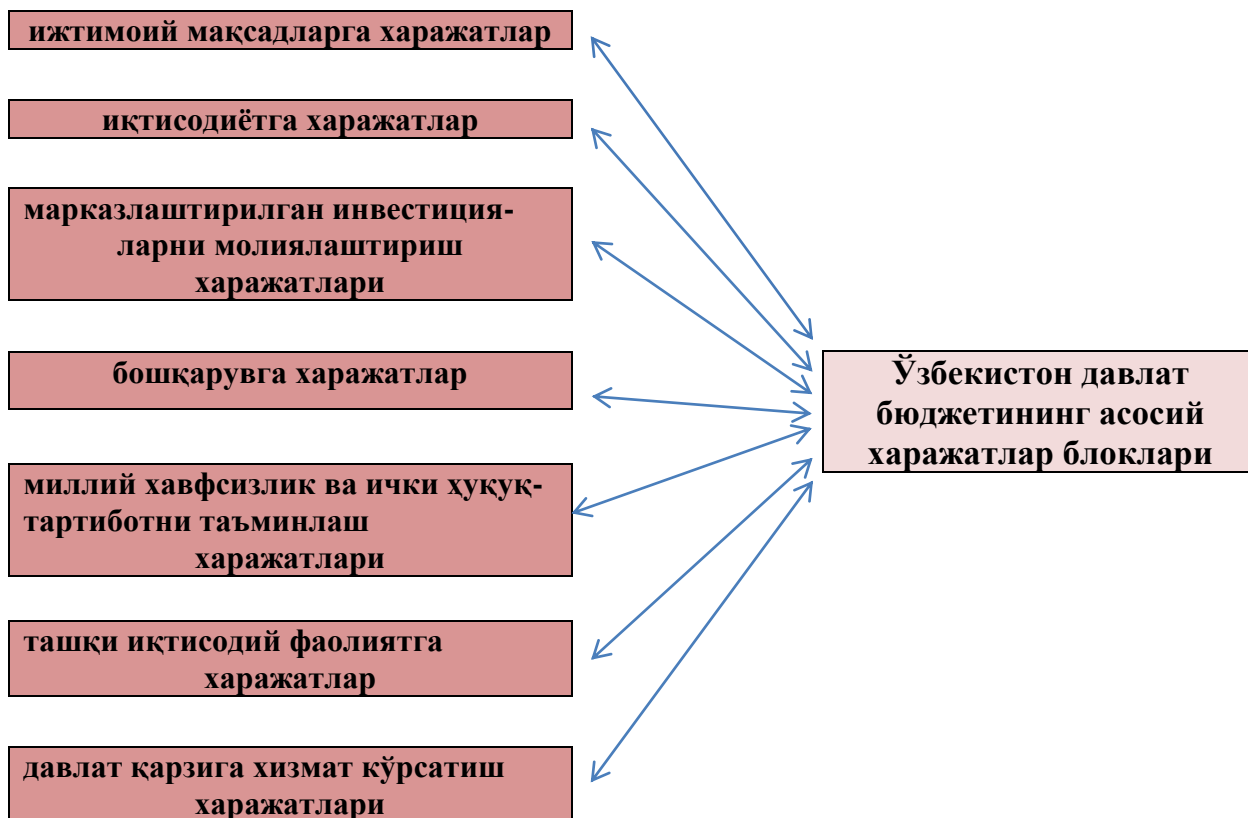 ижтимоий мақсадларга харажатлар
иқтисодиётга харажатлар
марказлаштирилган инвестиция-
ларни молиялаштириш
харажатлари
бошқарувга харажатлар
миллий хавфсизлик ва ички ҳуқуқ-
тартиботни таъминлаш
харажатлари
ташқи иқтисодий фаолиятга
харажатлар
давлат қарзига хизмат кўрсатиш
харажатлари
Ўзбекистон давлат
бюджетининг асосий
харажатлар блоклари